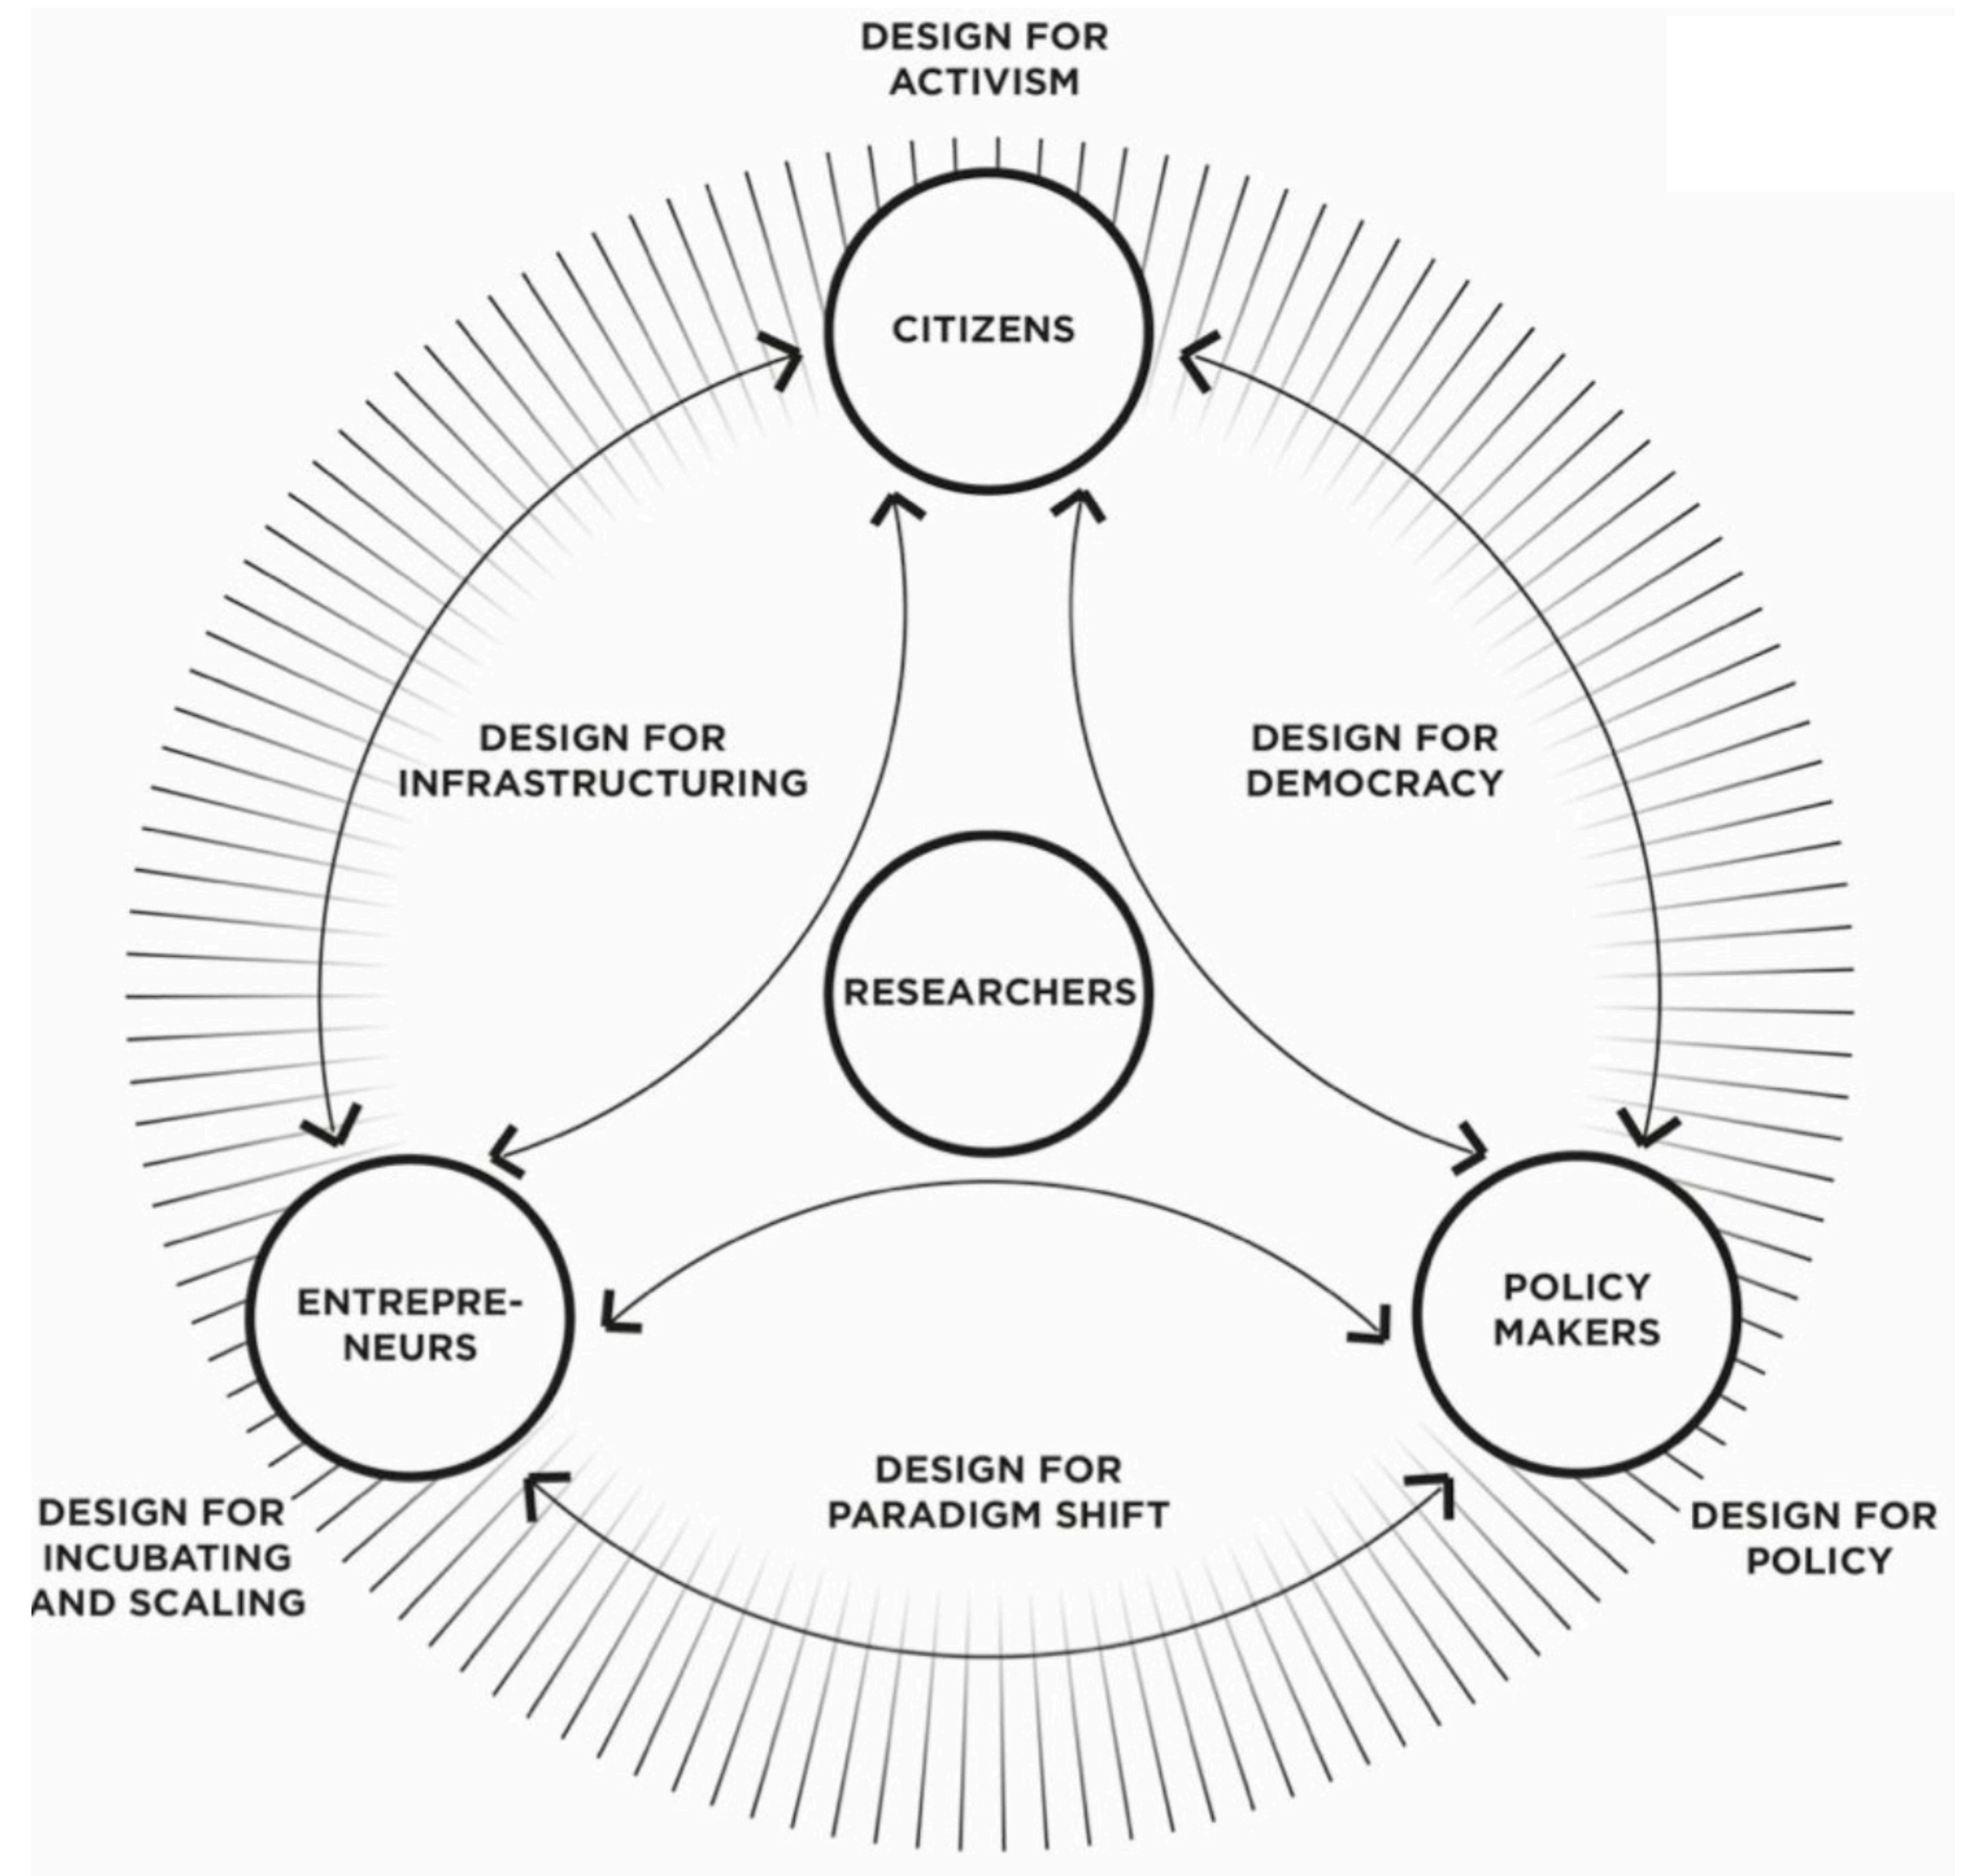 DESIGN FOR
ACTIVISM
CITIZENS
DESIGN FOR
INFRASTRUCTURING
DESIGN FOR
DEMOCRACY
RESEARCHERS
ENTREPRE-
NEURS
POLICY
MAKERS
DESIGN FOR
PARADIGM SHIFT
DESIGN FOR
INCUBATING
AND SCALING
DESIGN FOR
POLICY